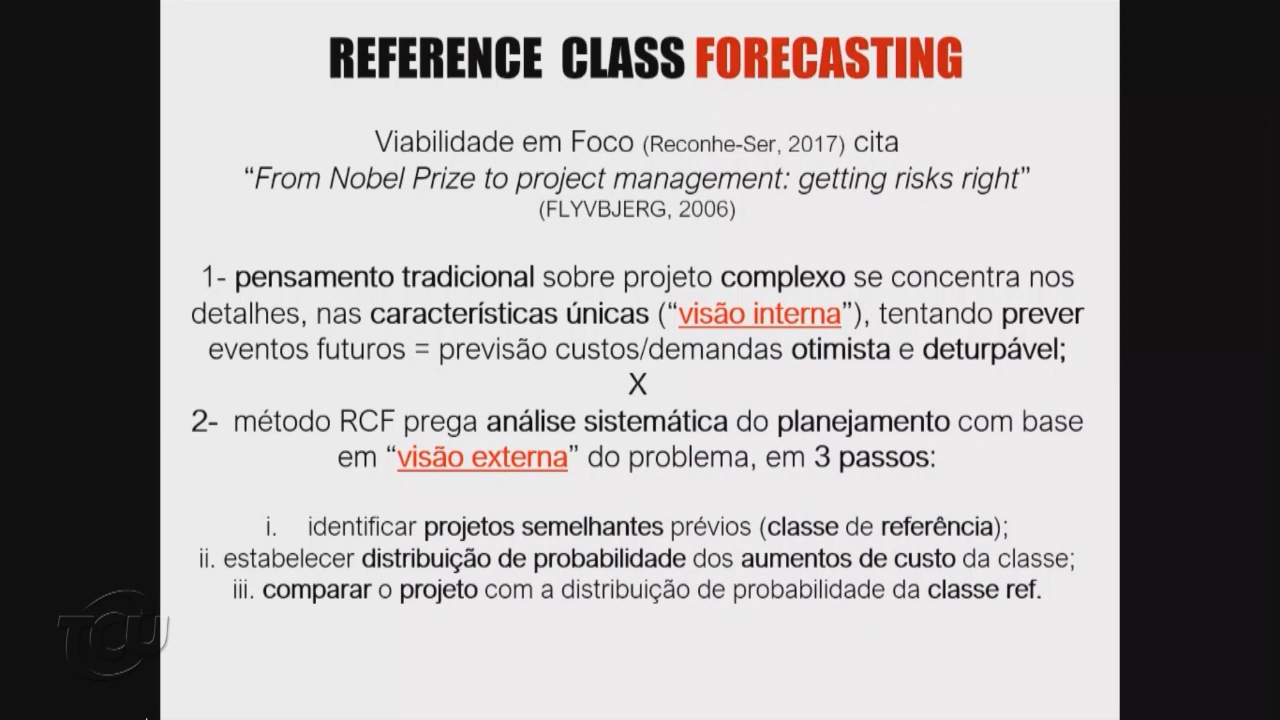 REFERENCE CLASS FORECASTING
Viabilidade em Foco (Reconhe-Ser, 2017) cita
“From Nobel Prize to project management: getting risks right”
(FLYVBJERG, 2006)
1- pensamento tradicional sobre projeto complexo se concentra nos
detalhes, nas características únicas (“visão interna”), tentando prever
eventos futuros = previsão custos/demandas otimista e deturpável;
X
2- método RCF prega análise sistemática do planejamento com base
em “visão externa” do problema, em 3 passos:
i. identificar projetos semelhantes prévios (classe de referência);
ii. estabelecer distribuição de probabilidade dos aumentos de custo da classe;
iii. comparar o projeto com a distribuição de probabilidade da classe ref.
TCU